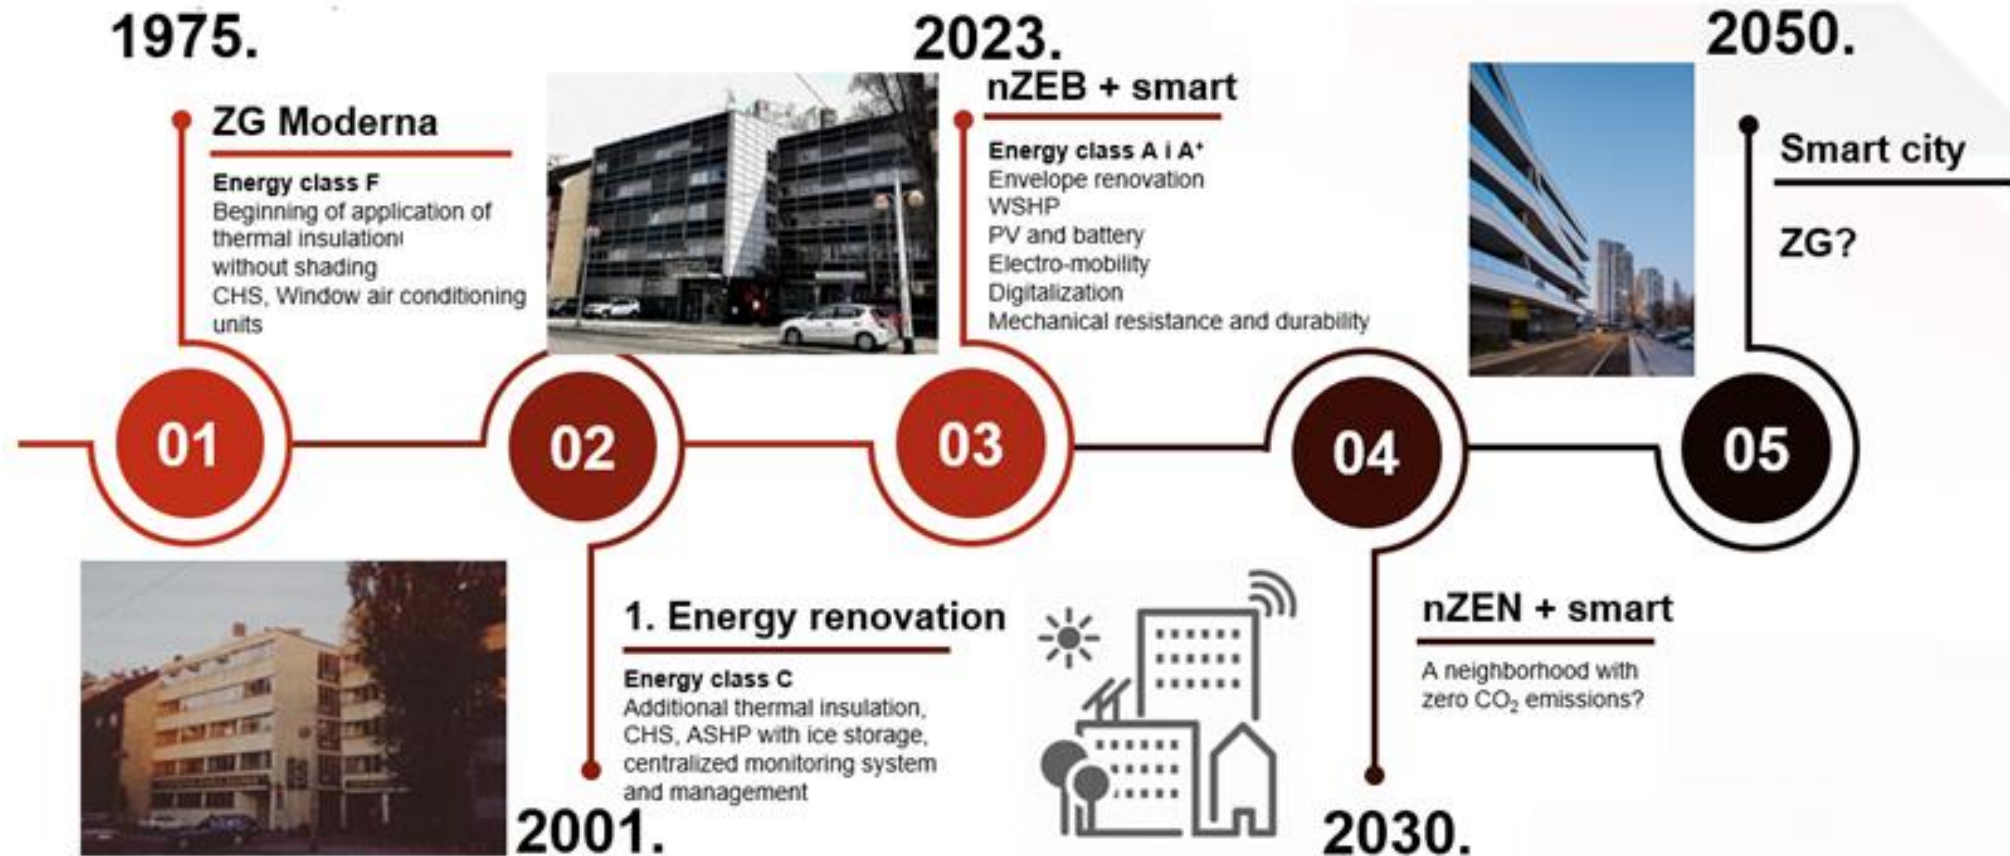 1975.
ZG Moderna
Energy class F
Beginning of application of
thermal insulation
without shading
CHS, Window air conditioning
units
01
1. Energy renovation
Energy class C
Additional thermal insulation,
CHS, ASHP with ice storage,
centralized monitoring system
and management
2001.
02
2023.
nZEB + smart
Energy class A i A⁺
Envelope renovation
WSHP
PV and battery
Electro-mobility
Digitalization
Mechanical resistance and durability
03
nZEN + smart
A neighborhood with
zero CO₂ emissions?
2030.
04
2050.
Smart city
ZG?
05